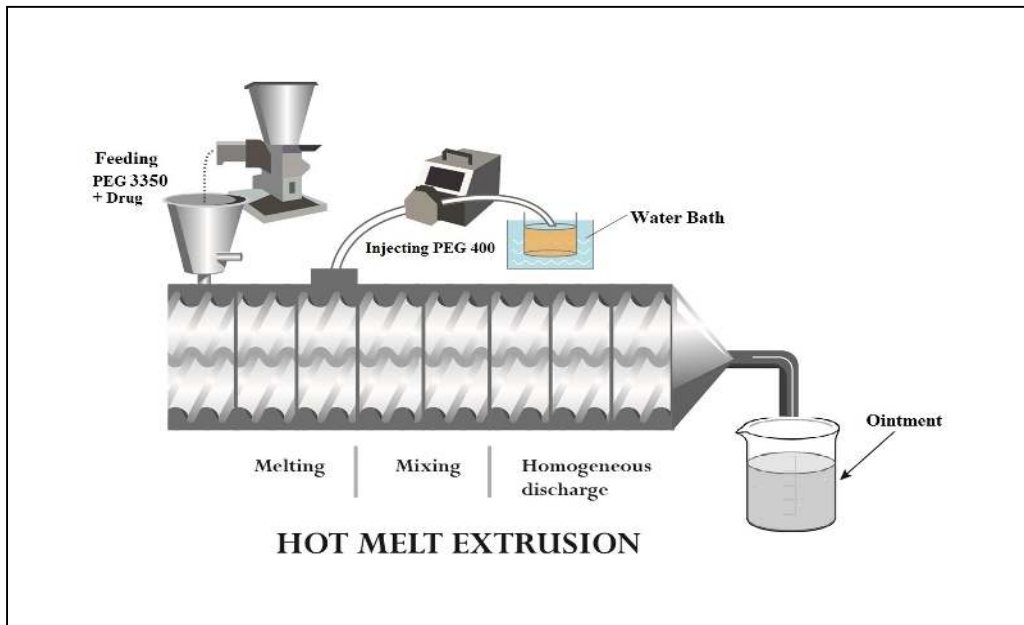 Feeding
PEG 3350
+ Drug
Injecting PEG 400
Water Bath
Ointment
Melting
Mixing
Homogeneous
discharge
HOT MELT EXTRUSION